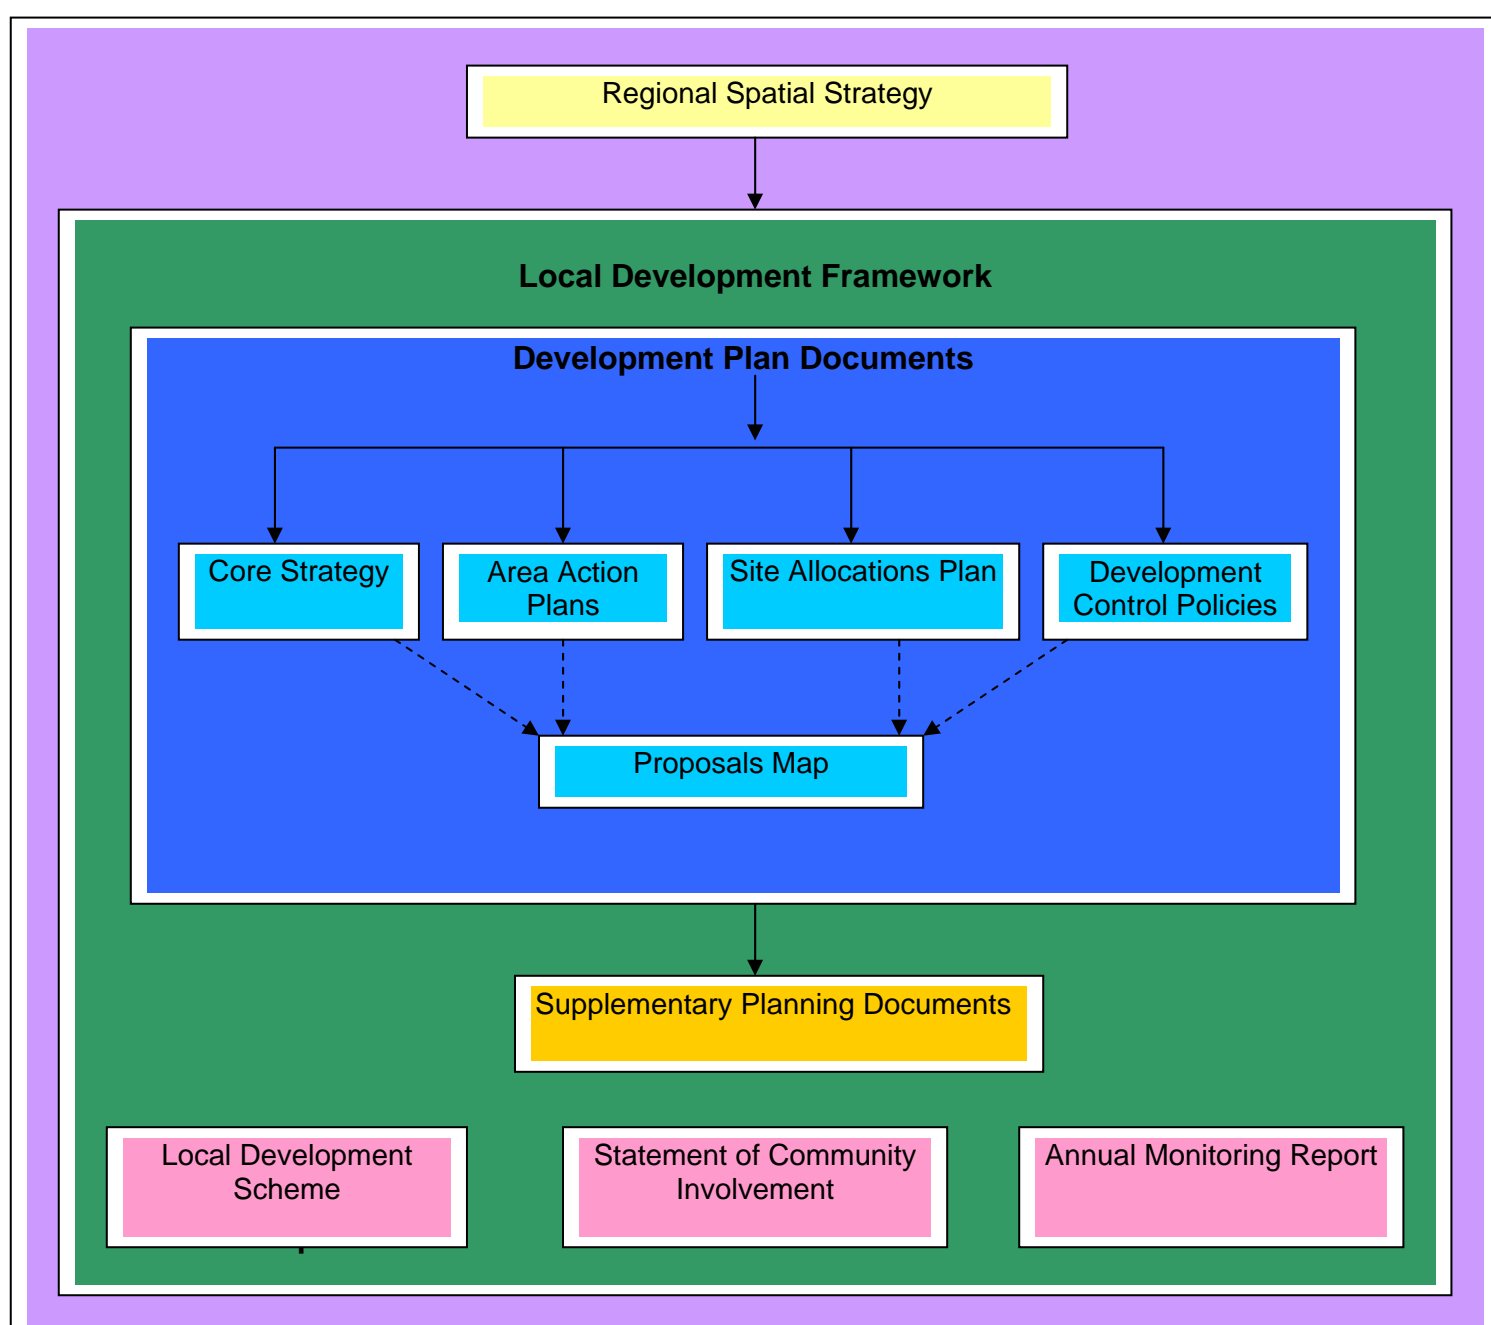 Regional Spatial Strategy
Local Development Framework
Development Plan Documents
Core Strategy
Area Action
Plans
Site Allocations Plan
Development
Control Policies
Proposals Map
Supplementary Planning Documents
Local Development
Scheme
Statement of Community
Involvement
Annual Monitoring Report